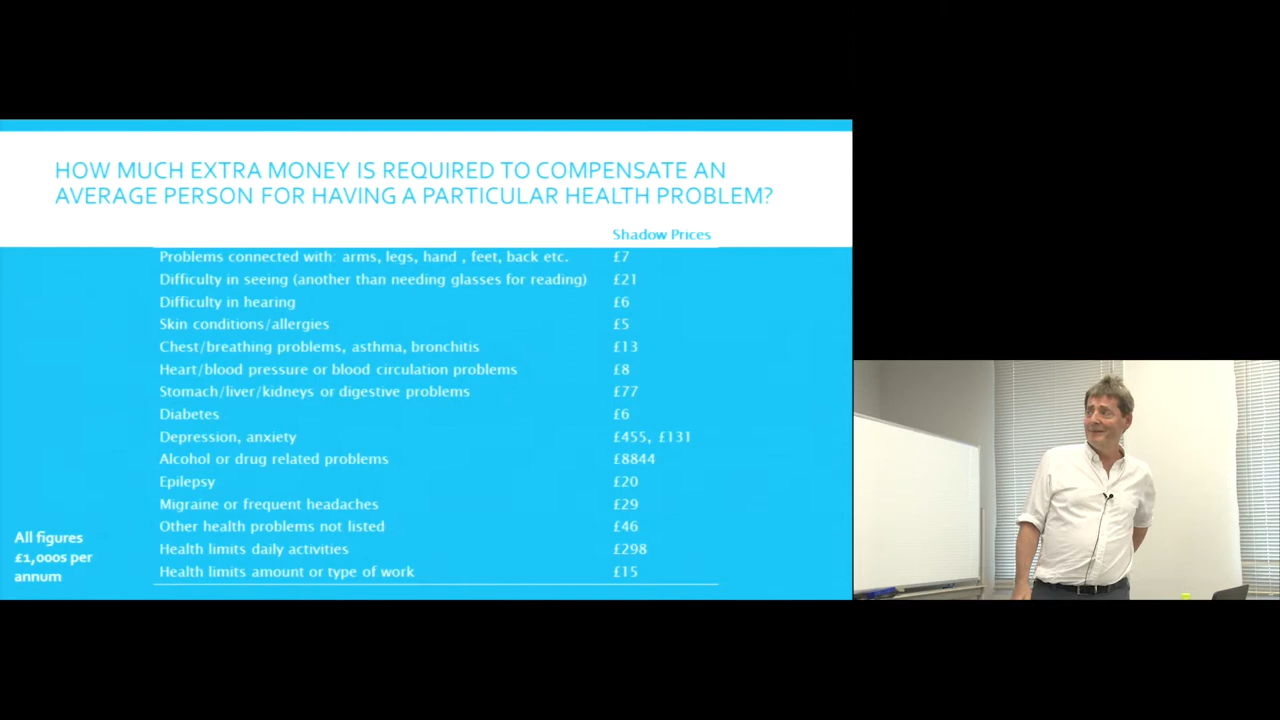 HOW MUCH EXTRA MONEY IS REQUIRED TO COMPENSATE AN
AVERAGE PERSON FOR HAVING A PARTICULAR HEALTH PROBLEM?
Shadow Prices
Problems connected with: arms, legs, hand , feet, back etc. £7
Difficulty in seeing (another than needing glasses for reading) £21
Difficulty in hearing £6
Skin conditions/allergies £5
Chest/breathing problems, asthma, bronchitis £13
Heart/blood pressure or blood circulation problems £8
Stomach/liver/kidneys or digestive problems £77
Diabetes £6
Depression, anxiety £455, £131
Alcohol or drug related problems £8844
Epilepsy £20
Migraine or frequent headaches £29
Other health problems not listed £46
Health limits daily activities £298
Health limits amount or type of work £15
All figures
£1,000s per
annum